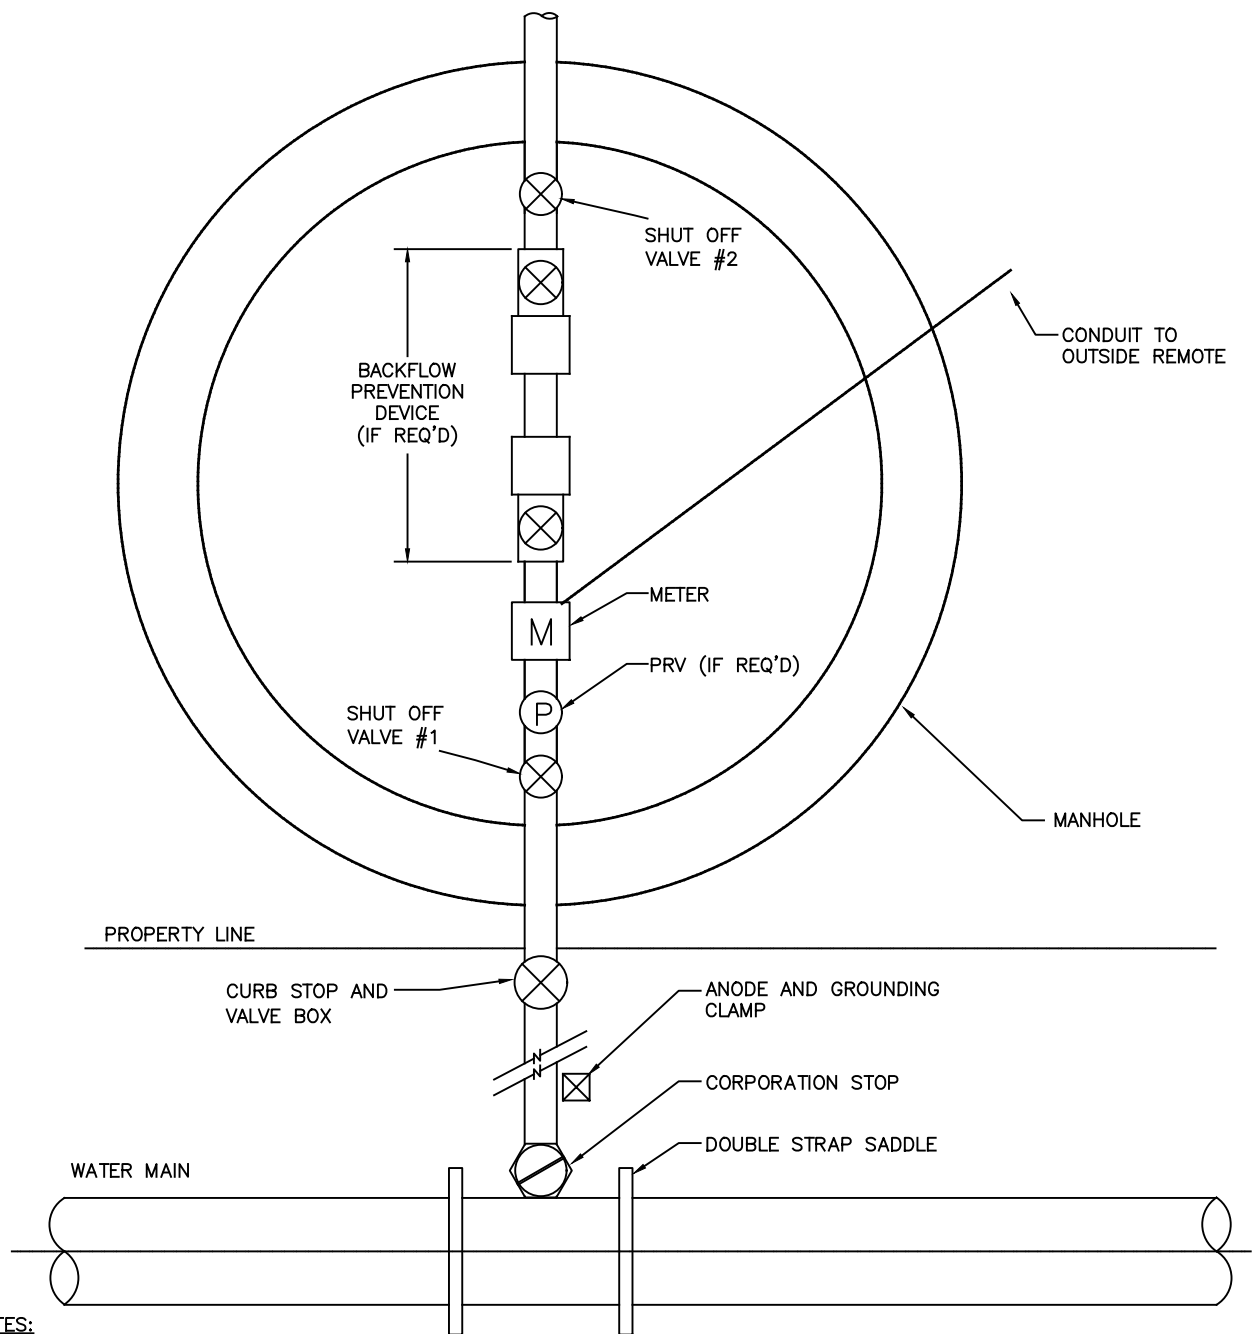 SHUT OFF
VALVE #2
CONDUIT TO
OUTSIDE REMOTE
BACKFLOW
PREVENTION
DEVICE
(IF REQ'D)
METER
M
PRV (IF REQ'D)
P
SHUT OFF
VALVE #1
MANHOLE
PROPERTY LINE
CURB STOP AND
VALVE BOX
ANODE AND GROUNDING
CLAMP
CORPORATION STOP
DOUBLE STRAP SADDLE
WATER MAIN
TES: